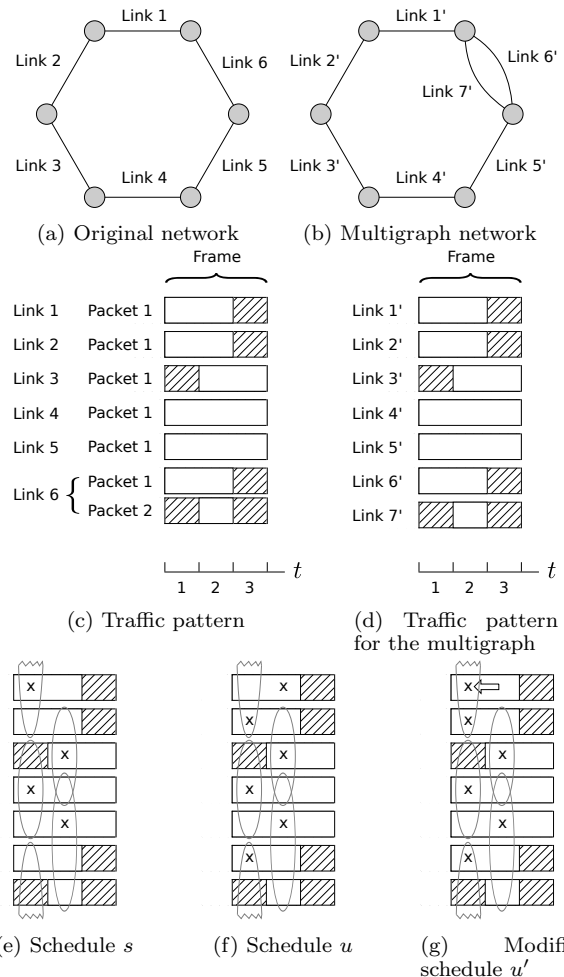 Link 1
Link 2
Link 6
Link 3
Link 4
Link 5
(a) Original network
Link 1'
Link 2'
Link 6'
Link 7'
Link 3'
Link 4'
Link 5'
(b) Multigraph network
Frame
Link 1 Packet 1
Link 2 Packet 1
Link 3 Packet 1
Link 4 Packet 1
Link 5 Packet 1
Link 6 { Packet 1
Packet 2
t
1 2 3
(c) Traffic pattern
Frame
Link 1'
Link 2'
Link 3'
Link 4'
Link 5'
Link 6'
Link 7'
t
1 2 3
(d) Traffic pattern
for the multigraph
x
x
x
x
(e) Schedule s
x
x
x
x
x
x
(f) Schedule u
x
x
x
x
x
x
(g) Modifi
schedule u′